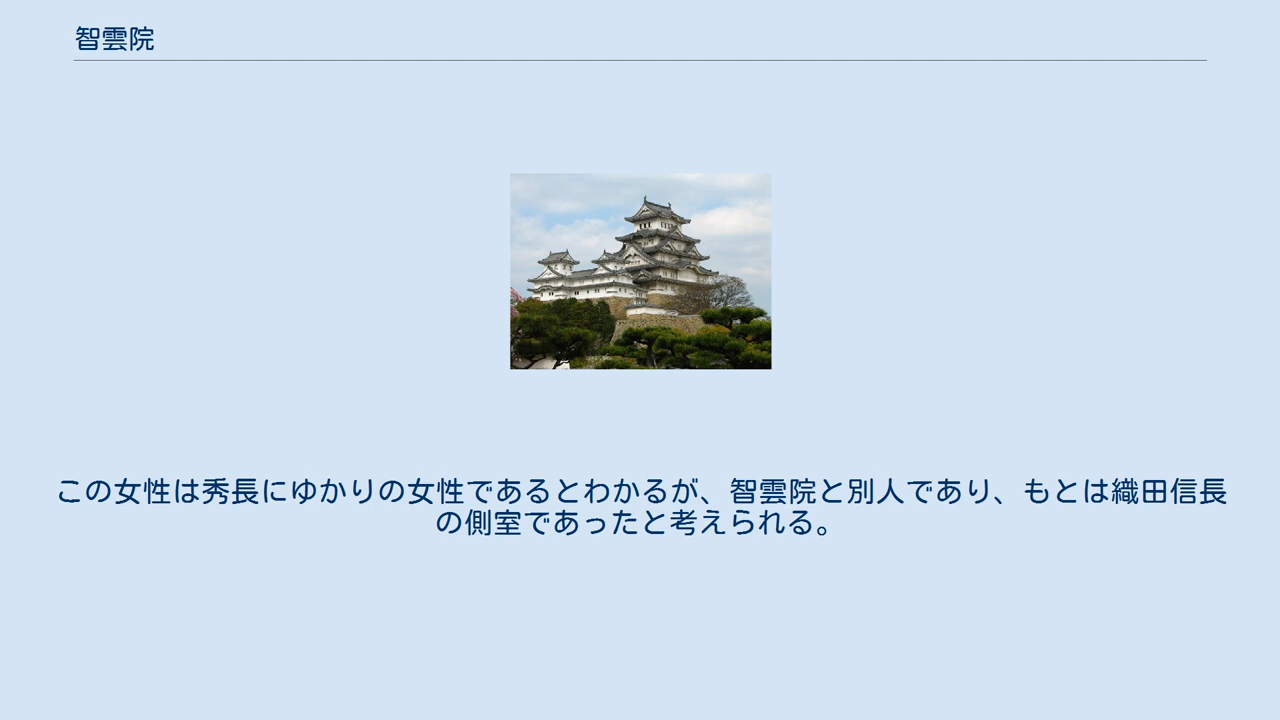 智雲院
この女性は秀長にゆかりの女性であるとわかるが、智雲院と別人であり、もとは織田信長
の側室であったと考えられる。